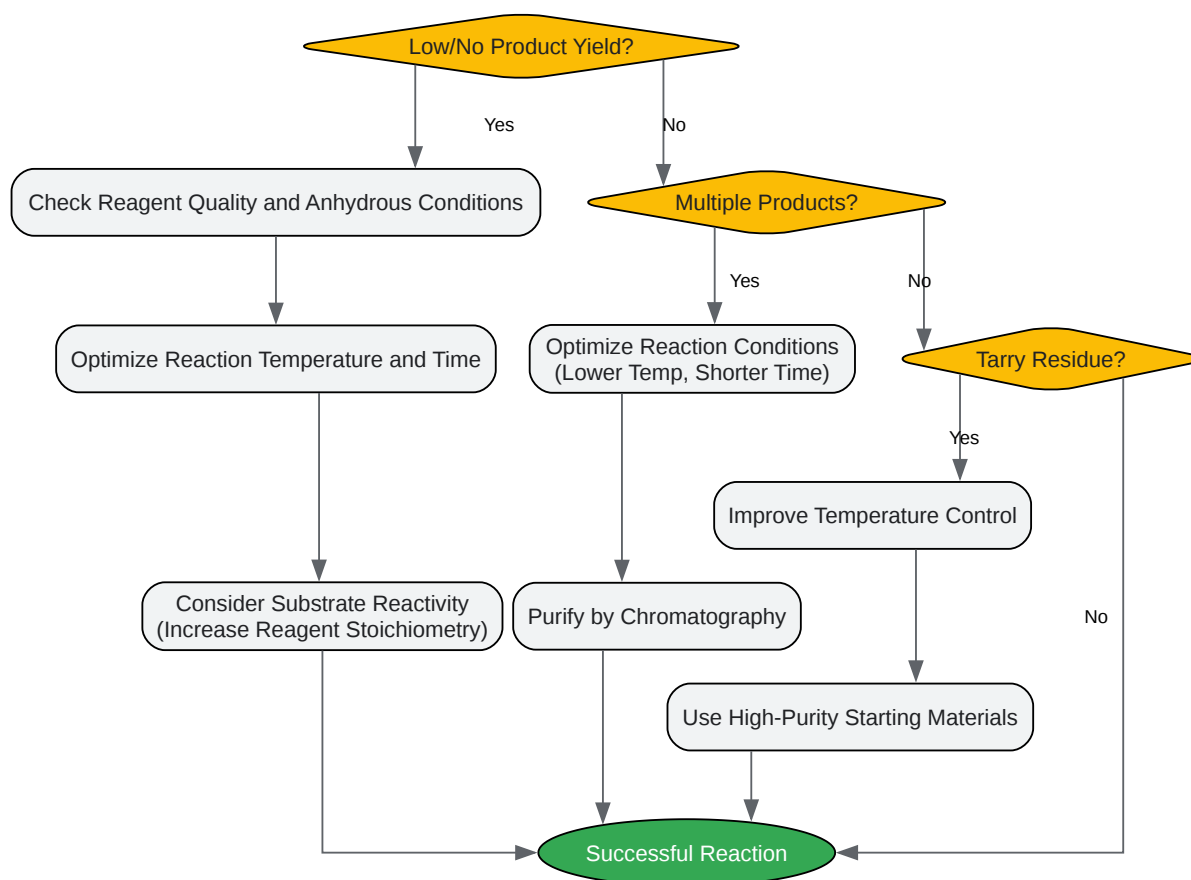 Low/No Product Yield?
Yes
No
Check Reagent Quality and Anhydrous Conditions
Multiple Products?
Yes
No
Optimize Reaction Temperature and Time
Optimize Reaction Conditions
(Lower Temp, Shorter Time)
Tarry Residue?
Yes
Improve Temperature Control
Consider Substrate Reactivity
(Increase Reagent Stoichiometry)
Purify by Chromatography
No
Use High-Purity Starting Materials
Successful Reaction